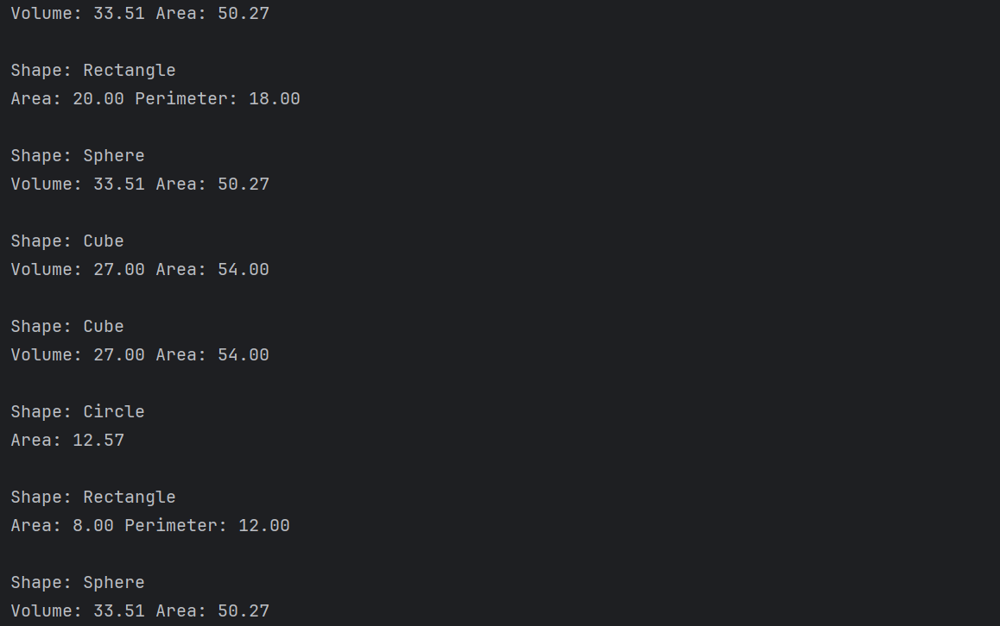 Volume: 33.51 Area: 50.27
Shape: Rectangle
Area: 20.00 Perimeter: 18.00
Shape: Sphere
Volume: 33.51 Area: 50.27
Shape: Cube
Volume: 27.00 Area: 54.00
Shape: Cube
Volume: 27.00 Area: 54.00
Shape: Circle
Area: 12.57
Shape: Rectangle
Area: 8.00 Perimeter: 12.00
Shape: Sphere
Volume: 33.51 Area: 50.27